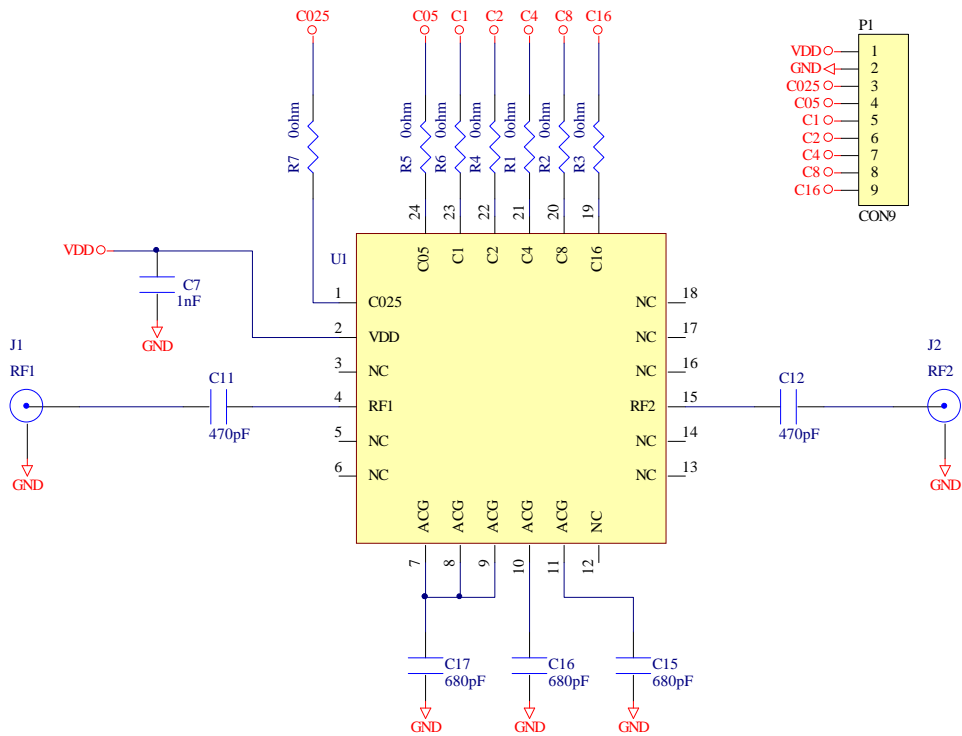 C025 C05 C1 C2 C4 C8 C16
P1
VDD 1
GND 2
C025 3
C05 4
C1 5
C2 6
C4 7
C8 8
C16 9
CON9
R7 0ohm
R5 0ohm
R6 0ohm
R4 0ohm
R1 0ohm
R2 0ohm
R3 0ohm
24 23 22 21 20 19
U1
C05 C1 C2 C4 C8 C16
VDD
C7
1nF
GND
1 C025
2 VDD
3 NC
4 RF1
5 NC
6 NC
NC 18
NC 17
NC 16
RF2 15
NC 14
NC 13
J1
RF1
GND
C11
470pF
C12
470pF
J2
RF2
GND
ACG ACG ACG ACG ACG NC
7 8 9 10 11 12
C17
680pF
GND
C16
680pF
GND
C15
680pF
GND